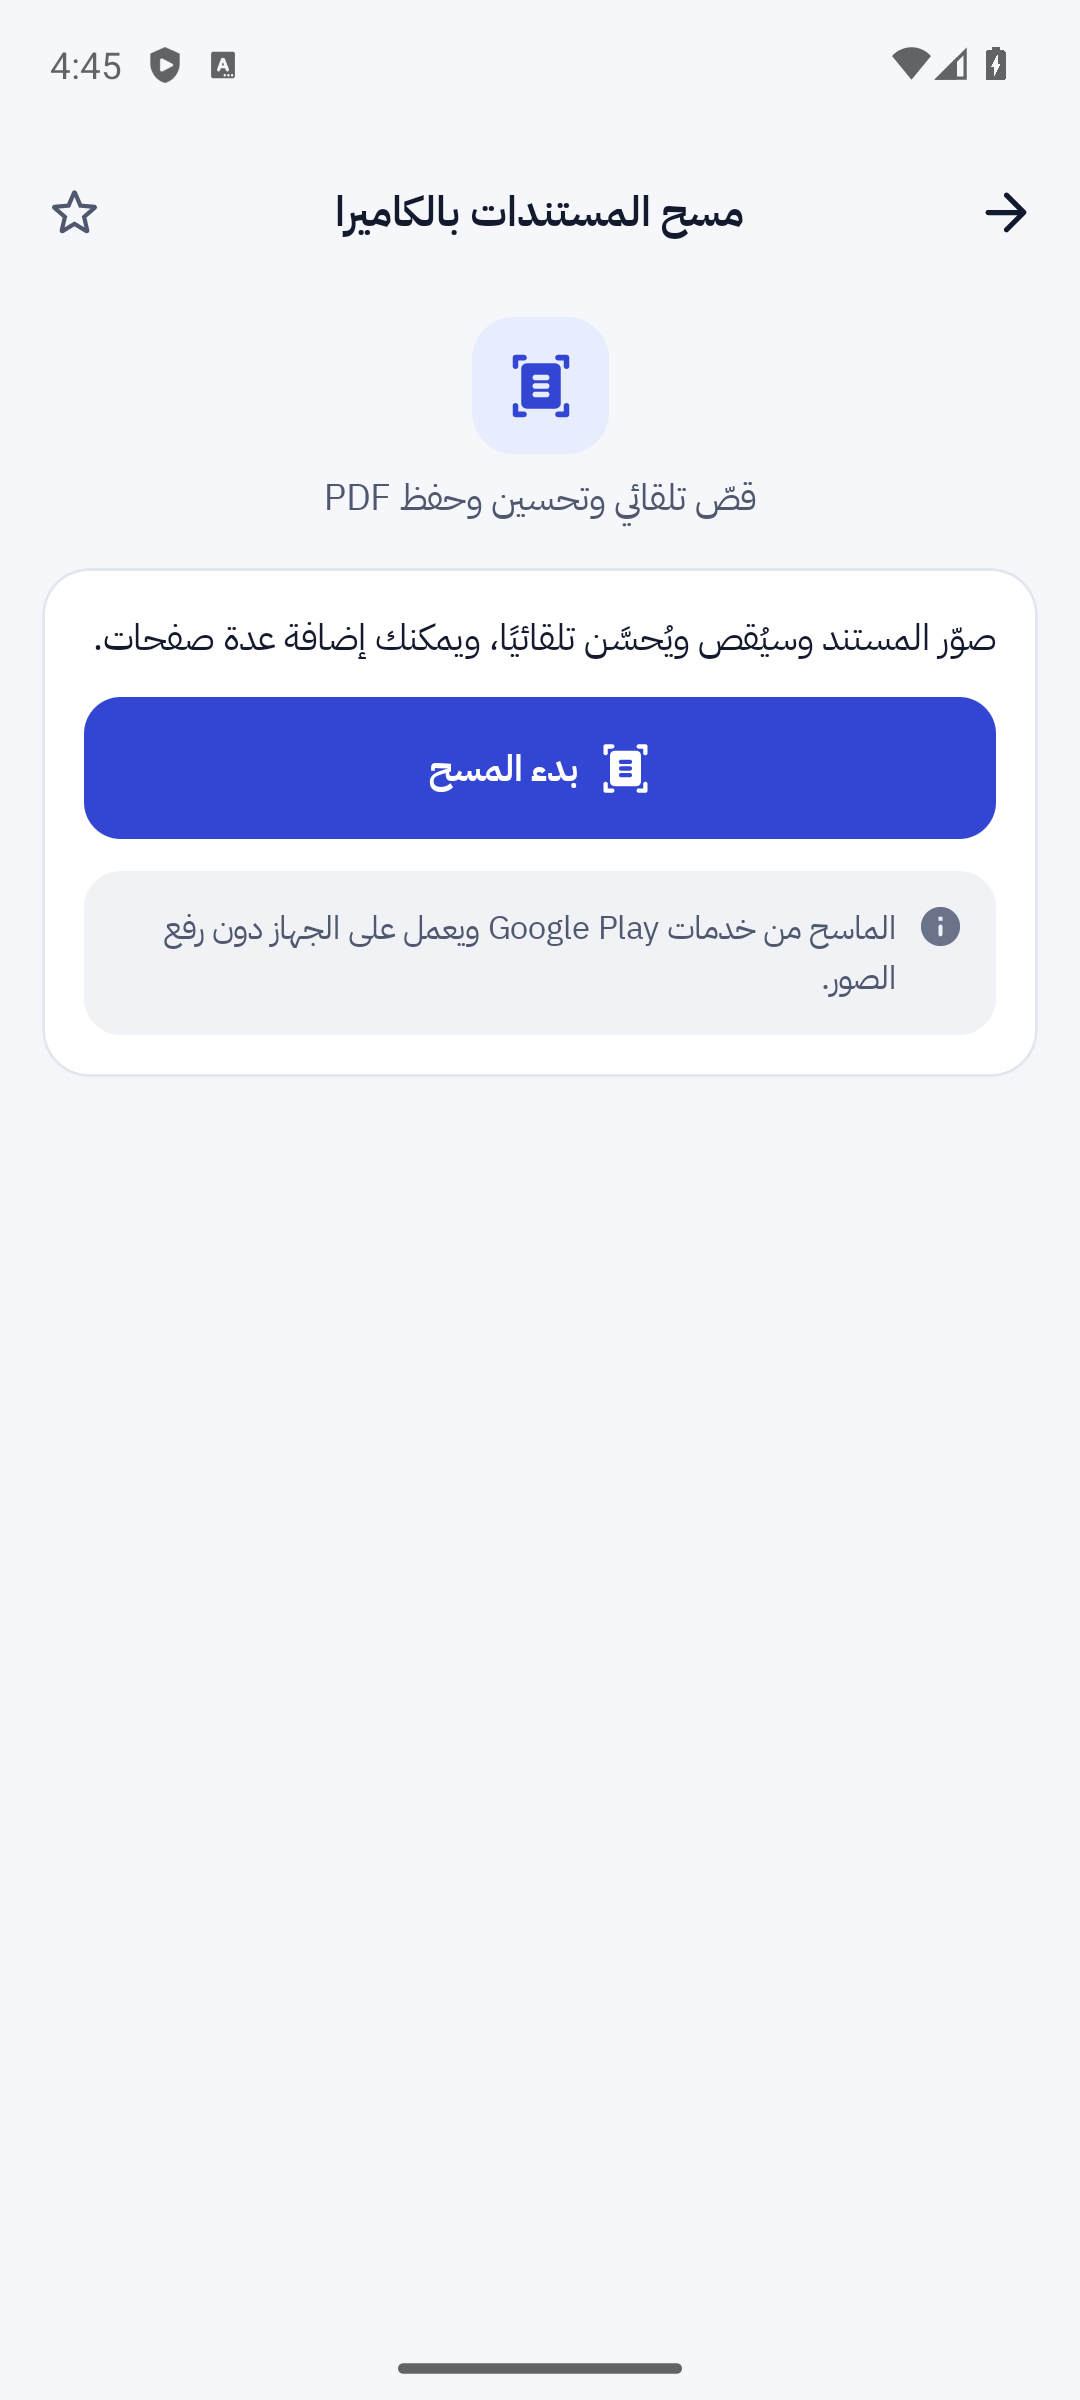 4:45
مسح المستندات بالكاميرا
قصّ تلقائي وتحسين وحفظ PDF
صوّر المستند وسيُقص ويُحسَّن تلقائيًا، ويمكنك إضافة عدة صفحات.
بدء المسح
الماسح من خدمات Google Play ويعمل على الجهاز دون رفع
الصور.